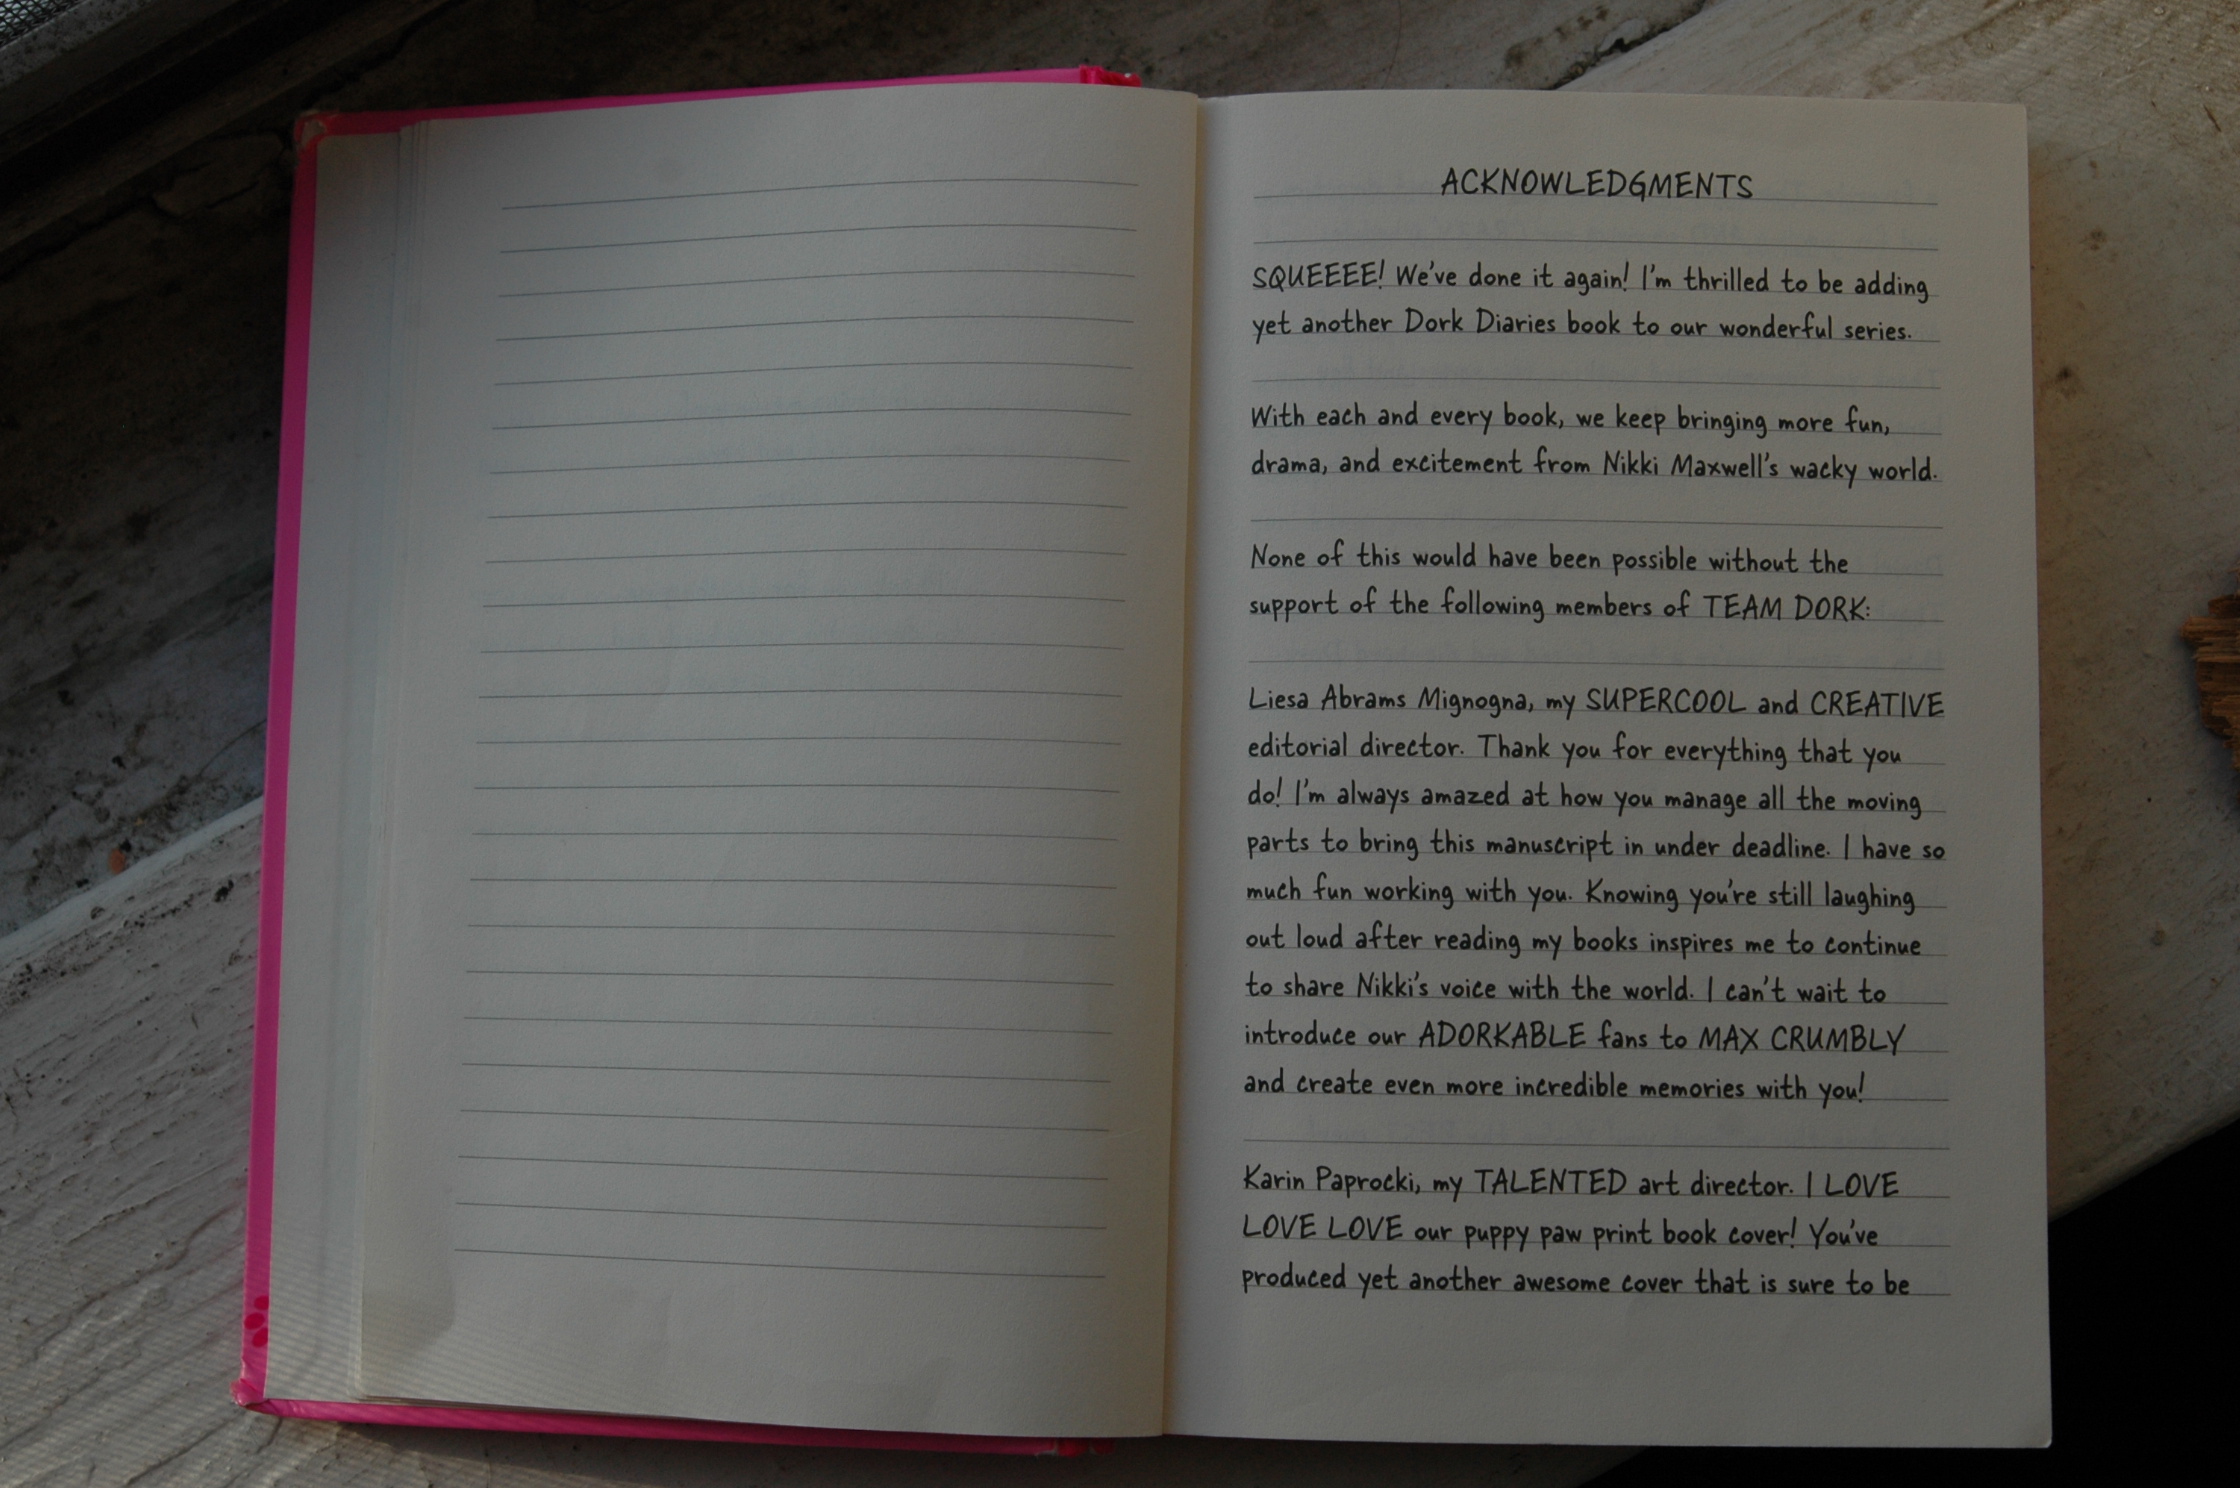 ACKNOWLEDGMENTS
SQUEEEE! We've done it again! I'm thrilled to be adding
yet another Dork Diaries book to our wonderful series.
With each and every book, we keep bringing more fun,
drama, and excitement from Nikki Maxwell's wacky world.
None of this would have been possible without the
support of the following members of TEAM DORK:
Liesa Abrams Mignogna, my SUPERCOOL and CREATIVE
editorial director. Thank you for everything that you
do! I'm always amazed at how you manage all the moving
parts to bring this manuscript in under deadline. I have so
much fun working with you. Knowing you're still laughing
out loud after reading my books inspires me to continue
to share Nikki's voice with the world. I can't wait to
introduce our ADORKABLE fans to MAX CRUMBLY
and create even more incredible memories with you!
Karin Paprocki, my TALENTED art director. I LOVE
LOVE LOVE our puppy paw print book cover! You've
produced yet another awesome cover that is sure to be